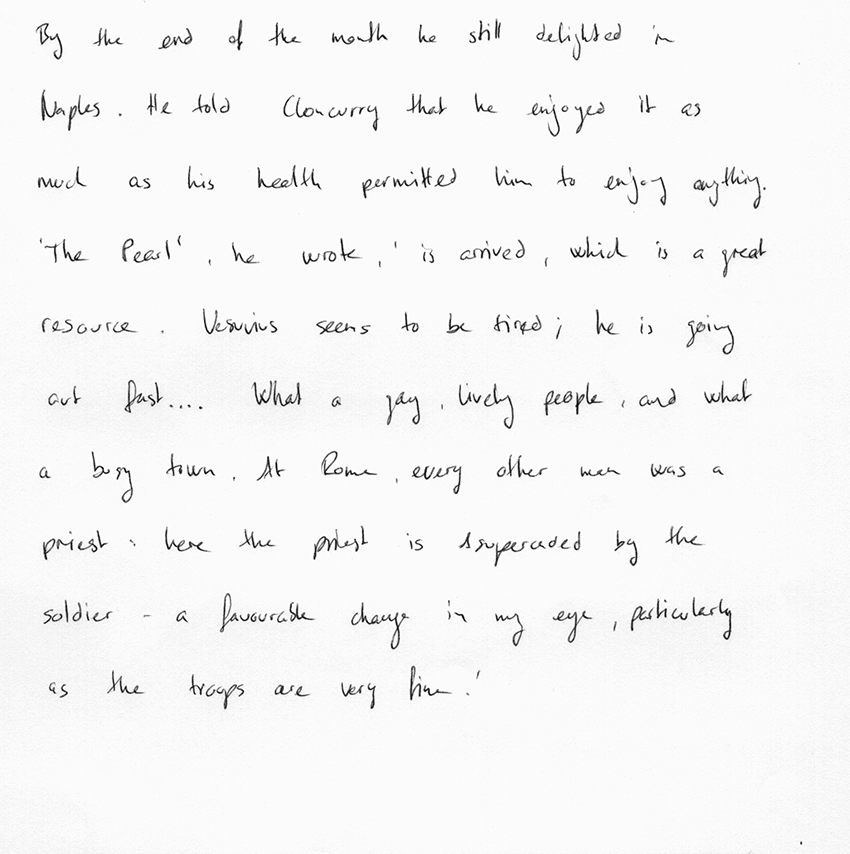 By the end of the month he still delighted in
Naples. He told Cloncurry that he enjoyed it as
much as his health permitted him to enjoy anything.
'The Pearl', he wrote, 'is arrived, which is a great
resource. Vesuvius seems to be tired; he is going
out fast.... What a gay, lively people, and what
a busy town. At Rome, every other man was a
priest: here the priest is superceded by the
soldier - a favourable change in my eye, particularly
as the troops are very fine.'